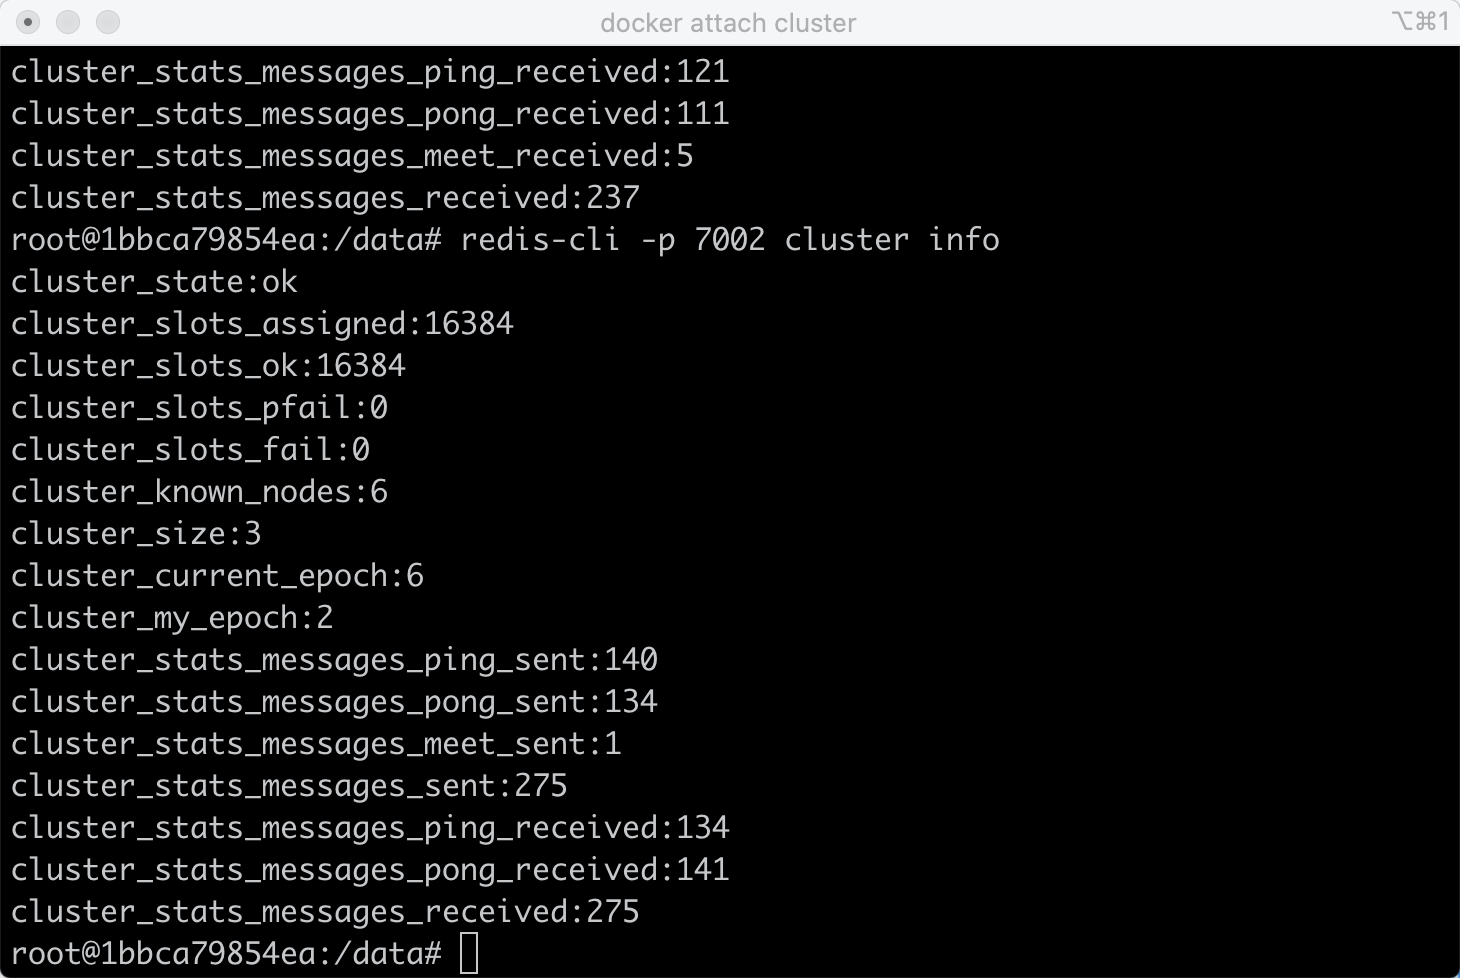 docker attach cluster
⌥⌘1
cluster_stats_messages_ping_received:121
cluster_stats_messages_pong_received:111
cluster_stats_messages_meet_received:5
cluster_stats_messages_received:237
root@1bbca79854ea:/data# redis-cli -p 7002 cluster info
cluster_state:ok
cluster_slots_assigned:16384
cluster_slots_ok:16384
cluster_slots_pfail:0
cluster_slots_fail:0
cluster_known_nodes:6
cluster_size:3
cluster_current_epoch:6
cluster_my_epoch:2
cluster_stats_messages_ping_sent:140
cluster_stats_messages_pong_sent:134
cluster_stats_messages_meet_sent:1
cluster_stats_messages_sent:275
cluster_stats_messages_ping_received:134
cluster_stats_messages_pong_received:141
cluster_stats_messages_received:275
root@1bbca79854ea:/data#